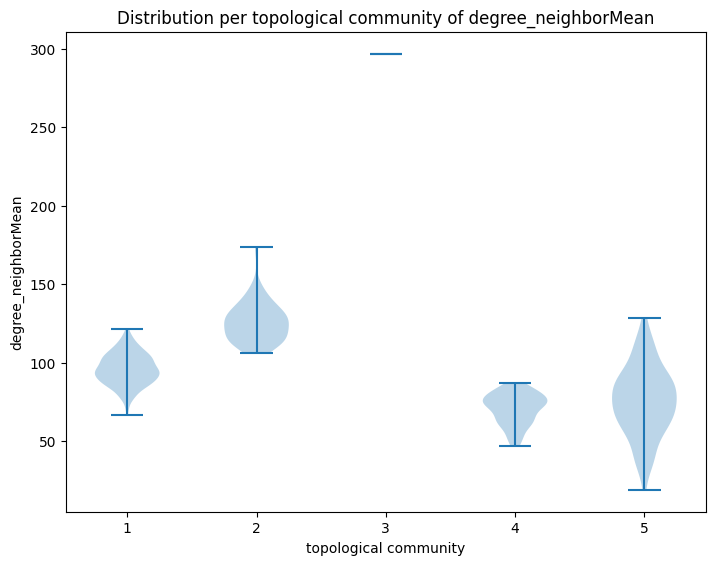 Distribution per topological community of degree_neighborMean
300
250
200
150
100
50
degree_neighborMean
1 2 3 4 5
topological community